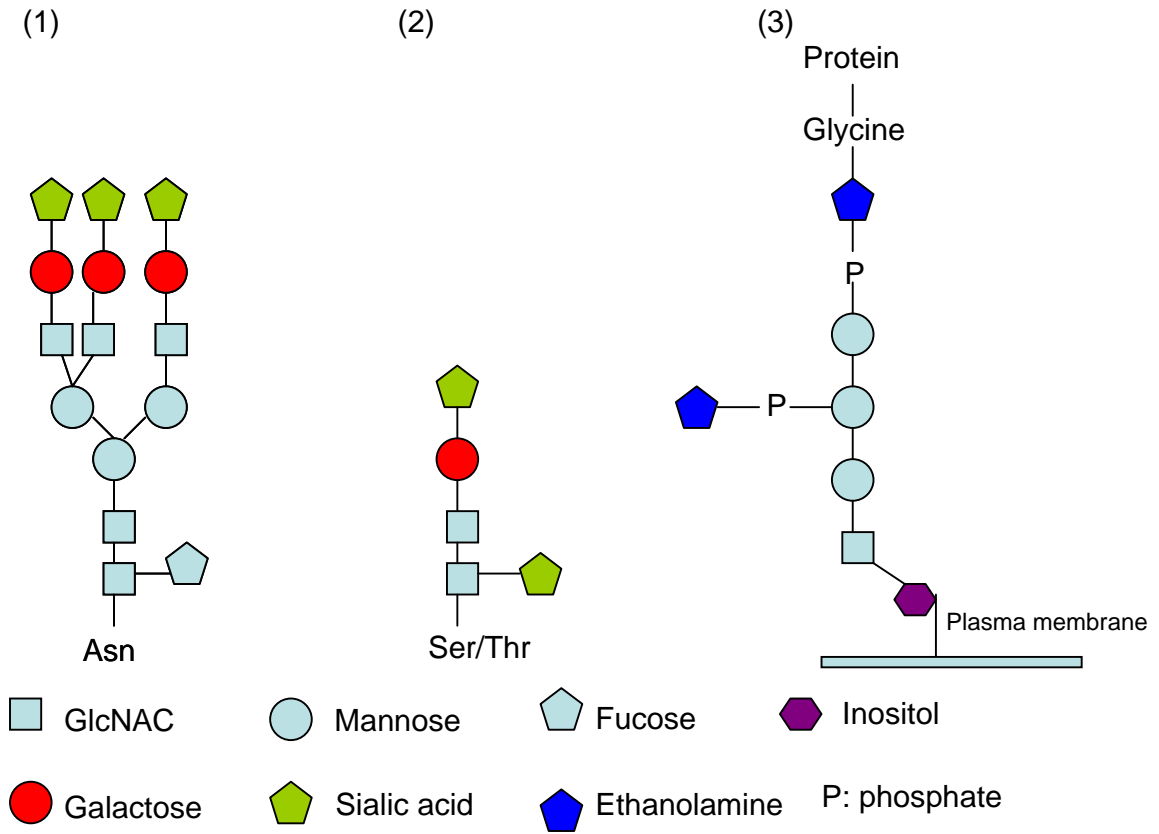 (1)
(2)
(3)
Protein
Glycine
P
P
Plasma membrane
Asn
Ser/Thr
GlcNAC
Mannose
Fucose
Inositol
Galactose
Sialic acid
Ethanolamine
P: phosphate